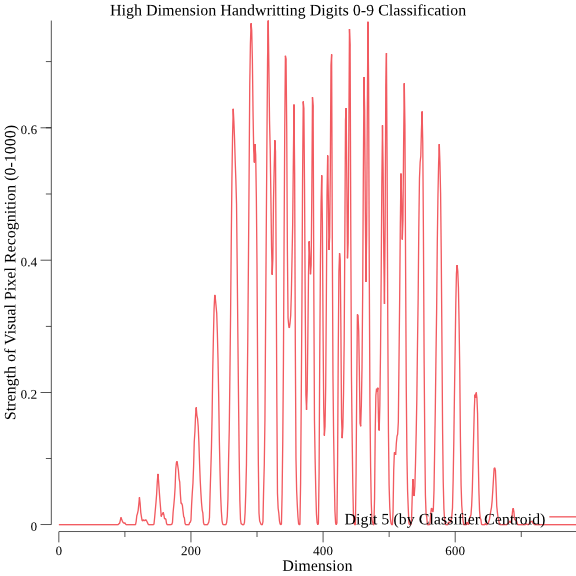 High Dimension Handwritting Digits 0-9 Classification
Strength of Visual Pixel Recognition (0-1000)
0.6
0.4
0.2
0
Digit 5 (by Classifier Centroid)
0 200 400 600
Dimension